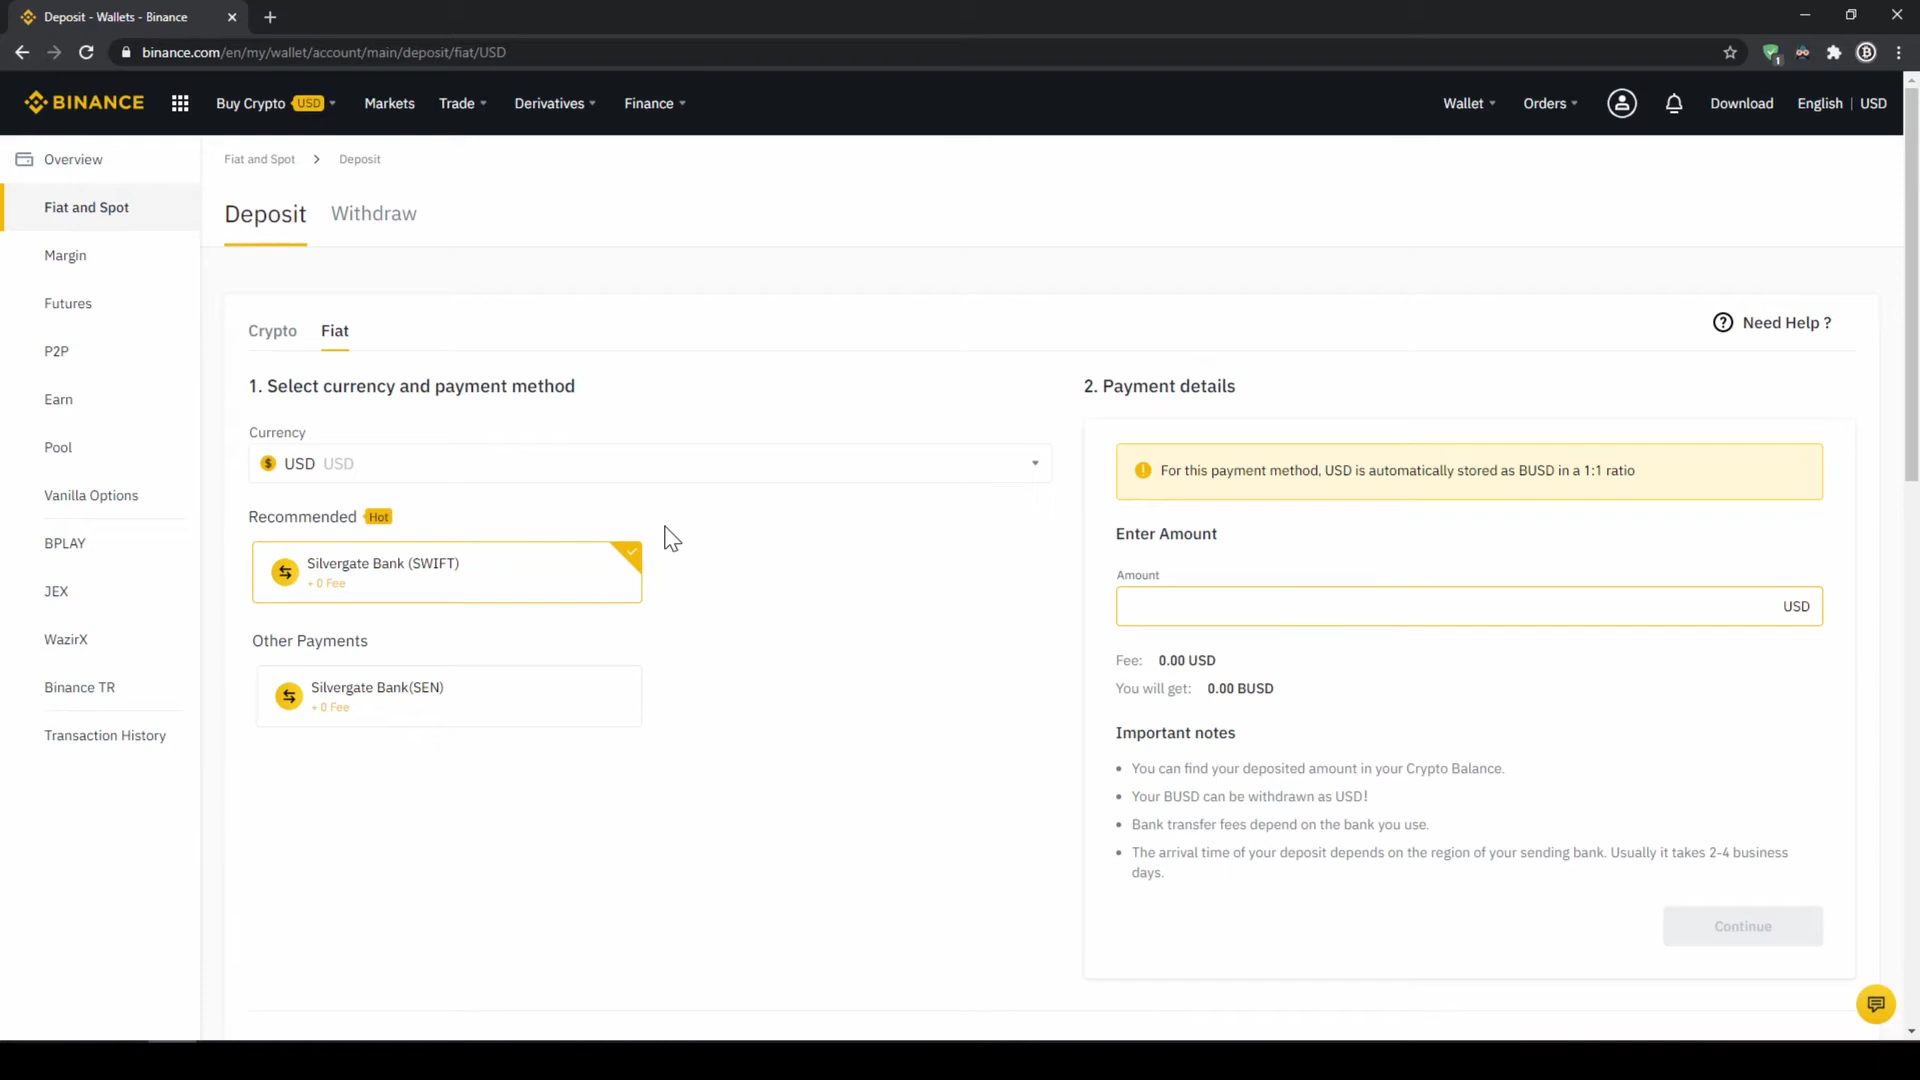 Deposit - Wallets - Binance
binance.com/en/my/wallet/account/main/deposit/fiat/USD
1
BINANCE
Buy Crypto USD
Markets
Trade
Derivatives
Finance
Wallet
Orders
Download
English | USD
Overview
Fiat and Spot
Margin
Futures
P2P
Earn
Pool
Vanilla Options
BPLAY
JEX
WazirX
Binance TR
Transaction History
Fiat and Spot
Deposit
Deposit
Withdraw
Crypto
Fiat
Need Help ?
1. Select currency and payment method
Currency
$ USD USD
Recommended Hot
Silvergate Bank (SWIFT)
+ 0 Fee
Other Payments
Silvergate Bank(SEN)
+ 0 Fee
2. Payment details
For this payment method, USD is automatically stored as BUSD in a 1:1 ratio
Enter Amount
Amount
USD
Fee: 0.00 USD
You will get: 0.00 BUSD
Important notes
• You can find your deposited amount in your Crypto Balance.
• Your BUSD can be withdrawn as USD!
• Bank transfer fees depend on the bank you use.
• The arrival time of your deposit depends on the region of your sending bank. Usually it takes 2-4 business
days.
Continue